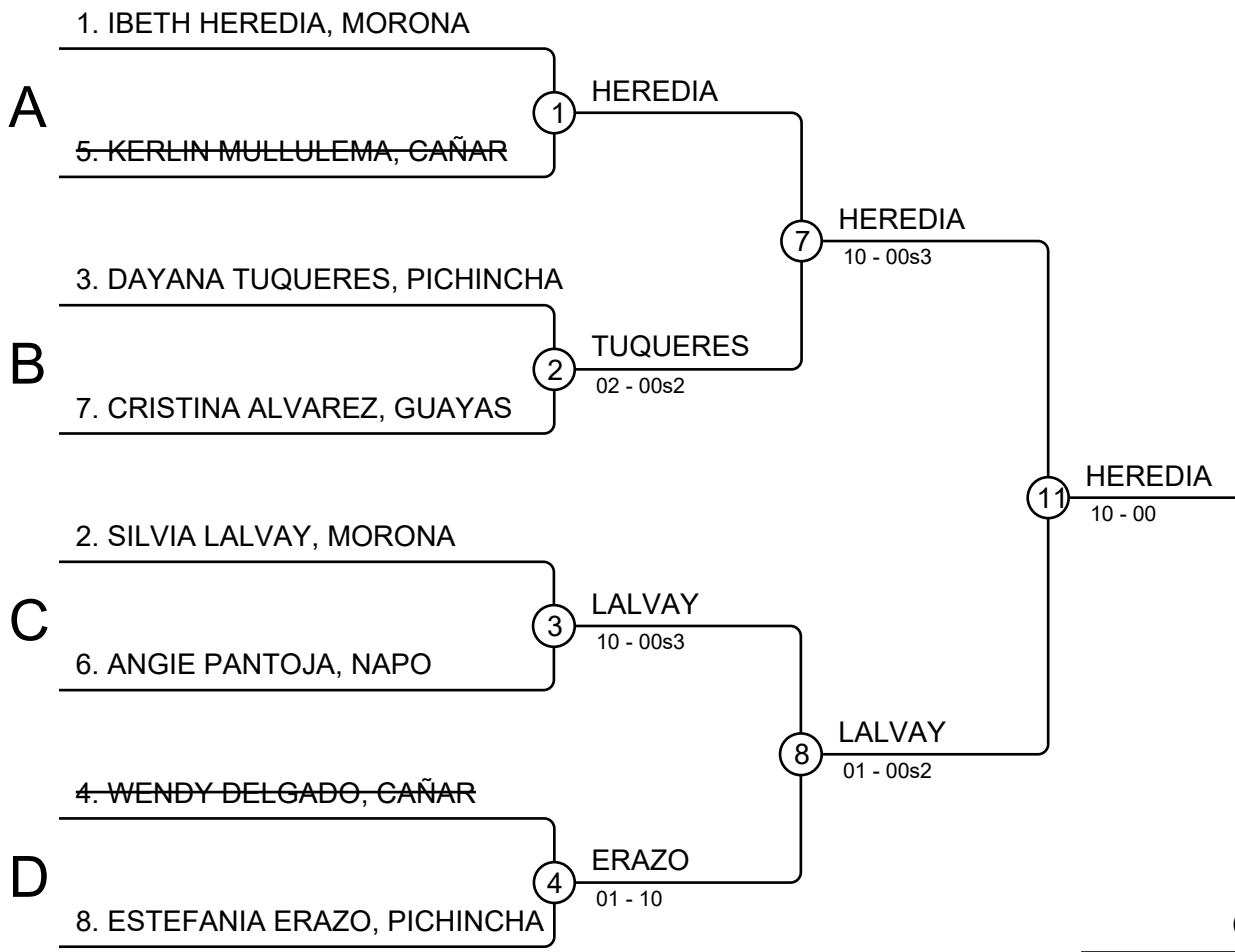 1. IBETH HEREDIA, MORONA
A
1
HEREDIA
5. KERLIN MULLULEMA, CAÑAR
7
HEREDIA
10 - 00s3
3. DAYANA TUQUERES, PICHINCHA
B
2
TUQUERES
02 - 00s2
7. CRISTINA ALVAREZ, GUAYAS
11
HEREDIA
10 - 00
2. SILVIA LALVAY, MORONA
C
3
LALVAY
10 - 00s3
6. ANGIE PANTOJA, NAPO
8
LALVAY
01 - 00s2
4. WENDY DELGADO, CAÑAR
D
4
ERAZO
01 - 10
8. ESTEFANIA ERAZO, PICHINCHA